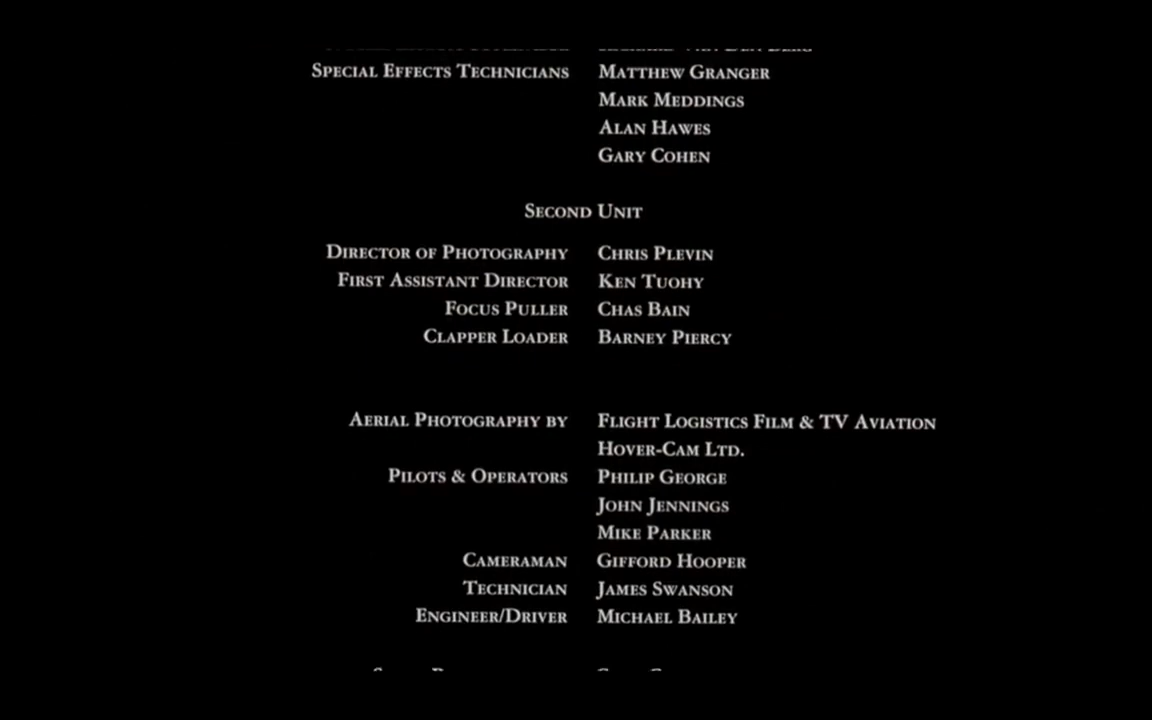 SPECIAL EFFECTS TECHNICIANS MATTHEW GRANGER
MARK MEDDINGS
ALAN HAWES
GARY COHEN
SECOND UNIT
DIRECTOR OF PHOTOGRAPHY CHRIS PLEVIN
FIRST ASSISTANT DIRECTOR KEN TUOHY
FOCUS PULLER CHAS BAIN
CLAPPER LOADER BARNEY PIERCY
AERIAL PHOTOGRAPHY BY FLIGHT LOGISTICS FILM & TV AVIATION
HOVER-CAM LTD.
PILOTS & OPERATORS PHILIP GEORGE
JOHN JENNINGS
MIKE PARKER
CAMERAMAN GIFFORD HOOPER
TECHNICIAN JAMES SWANSON
ENGINEER/DRIVER MICHAEL BAILEY